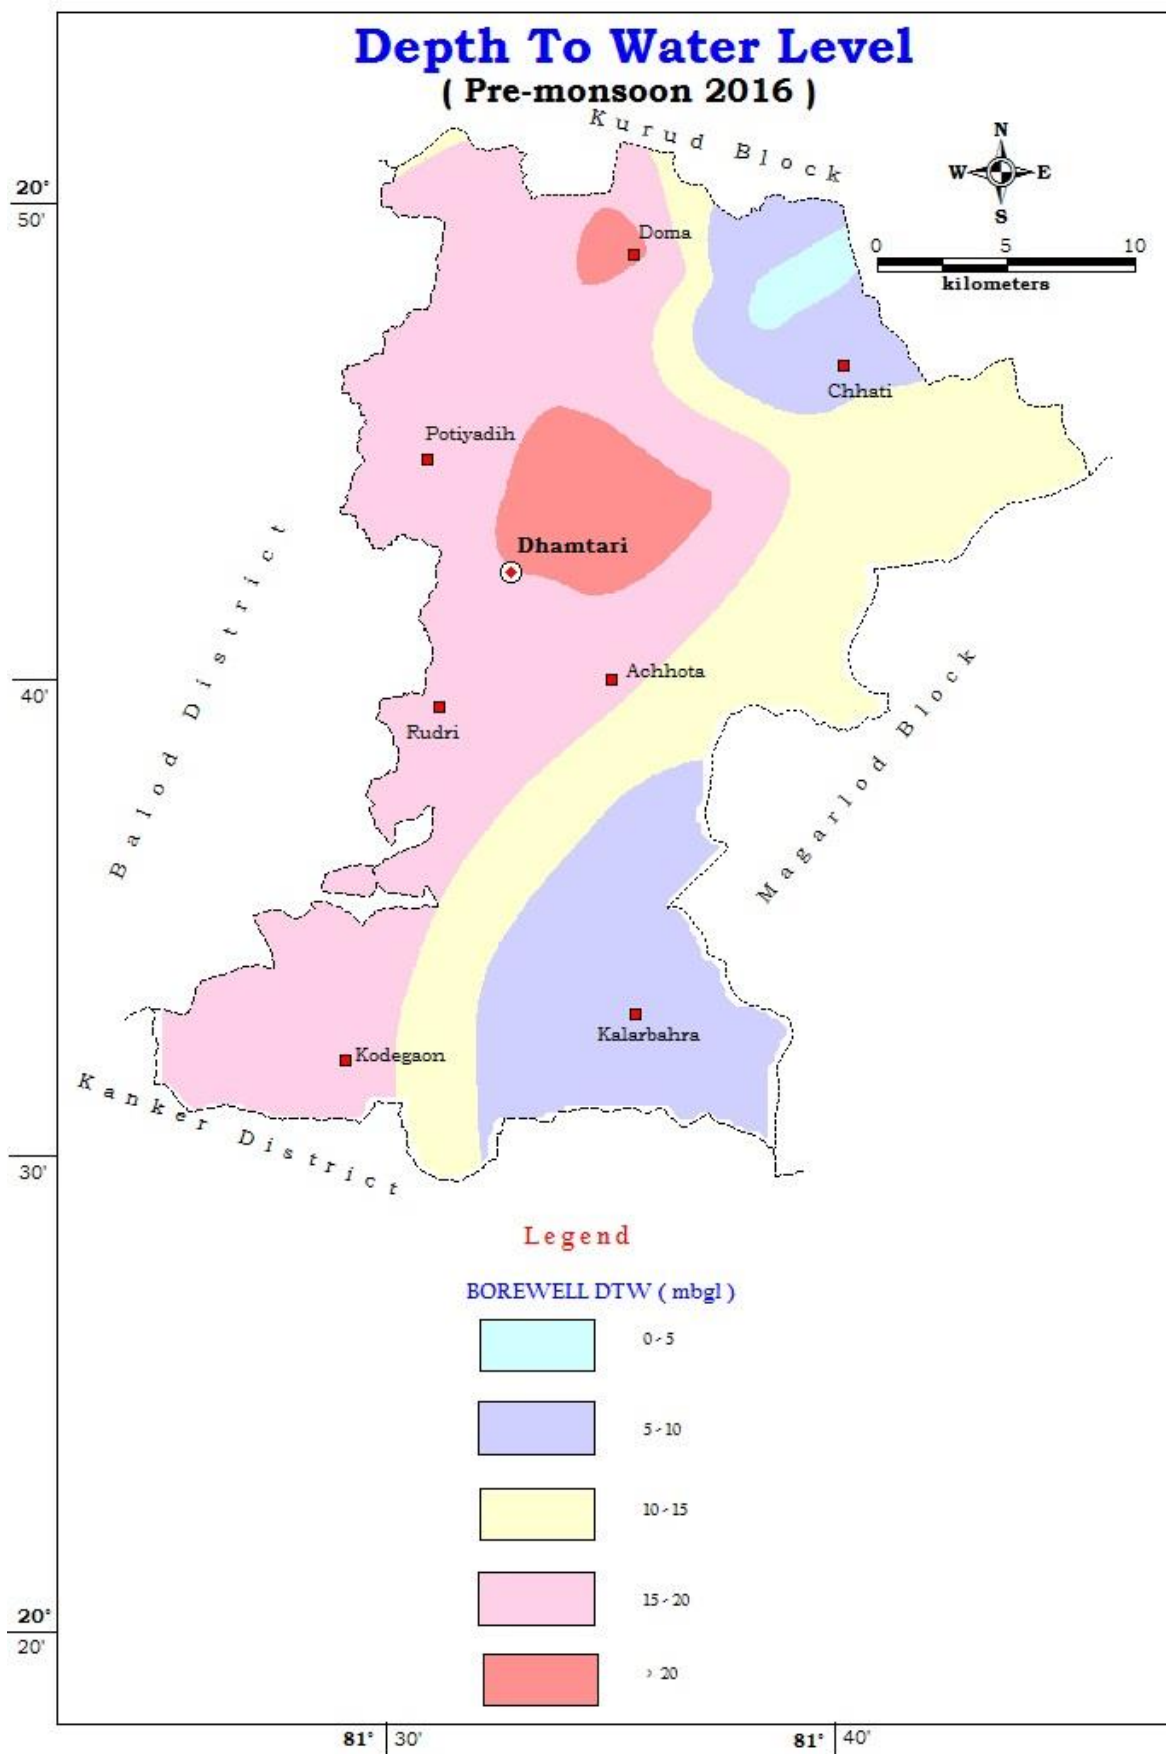 Depth To Water Level
( Pre-monsoon 2016 )
Kurud Block
N
W E
S
20°
50'
Doma
0 5 10
kilometers
Chhati
Potiyadih
Dhamtari
Balod District
Achhota
40'
Rudri
Magarlod Block
Kalarbahra
Kodegaon
Kanker District
30'
Legend
BOREWELL DTW ( mbgl )
0-5
5-10
10-15
15-20
> 20
20°
20'
81° 30' 81° 40'